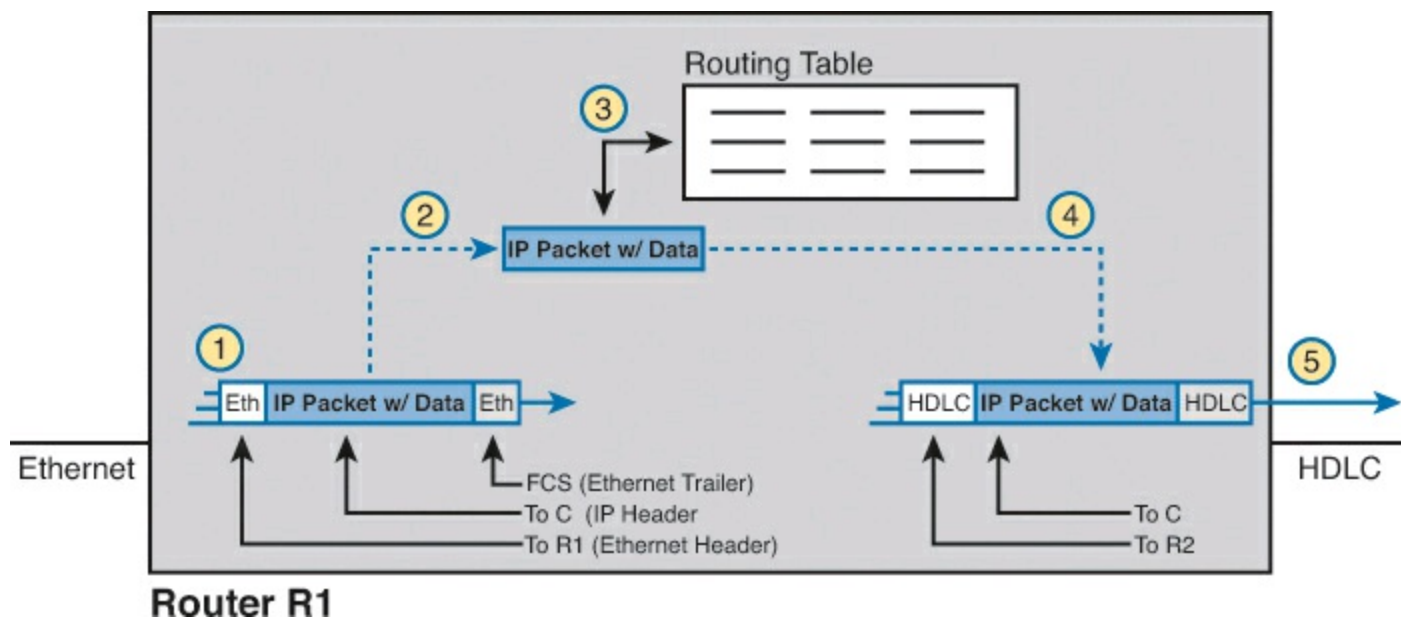 Routing Table
3
2
4
IP Packet w/ Data
1
5
Eth IP Packet w/ Data Eth
HDLC IP Packet w/ Data HDLC
Ethernet
HDLC
FCS (Ethernet Trailer)
To C (IP Header
To C
To R1 (Ethernet Header)
To R2
Router R1